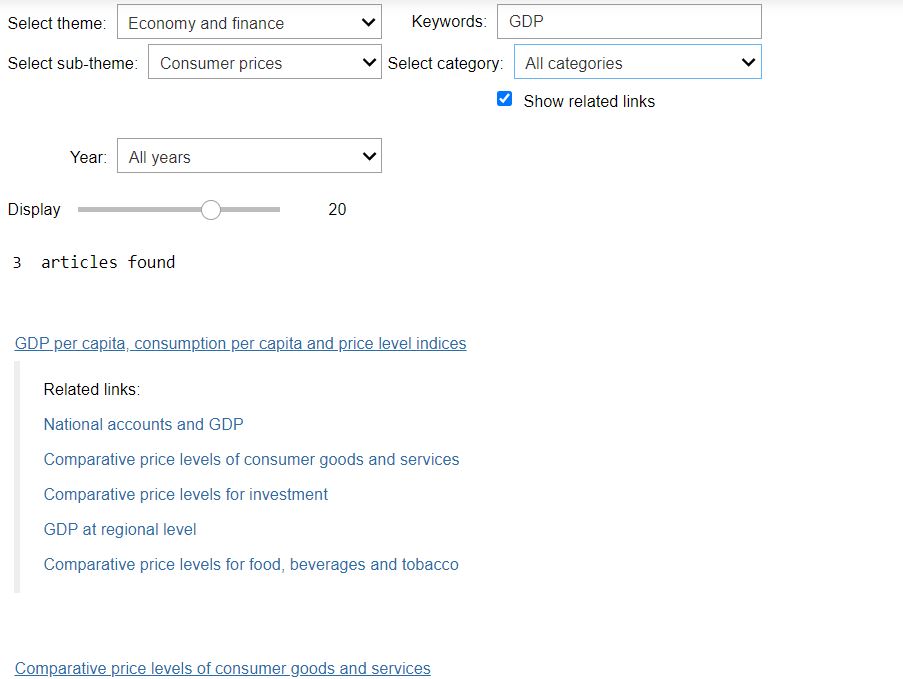 Select theme: Economy and finance Keywords: GDP
Select sub-theme: Consumer prices Select category: All categories
Show related links
Year: All years
Display 20
3 articles found
GDP per capita, consumption per capita and price level indices
Related links:
National accounts and GDP
Comparative price levels of consumer goods and services
Comparative price levels for investment
GDP at regional level
Comparative price levels for food, beverages and tobacco
Comparative price levels of consumer goods and services